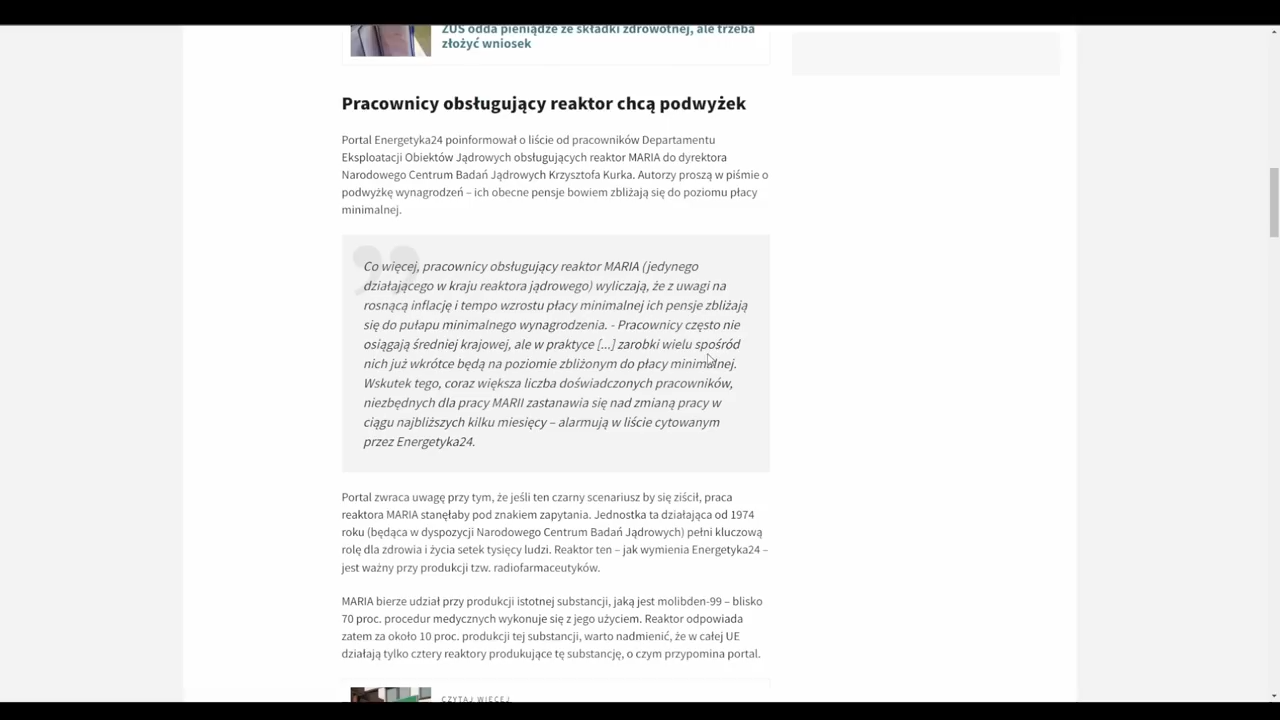 ZUS odda pieniądze ze składki zdrowotnej, ale trzeba
złożyć wniosek
Pracownicy obsługujący reaktor chcą podwyżek
Portal Energetyka24 poinformował o liście od pracowników Departamentu
Eksploatacji Obiektów Jądrowych obsługujących reaktor MARIA do dyrektora
Narodowego Centrum Badań Jądrowych Krzysztofa Kurka. Autorzy proszą w piśmie o
podwyżkę wynagrodzeń – ich obecne pensje bowiem zbliżają się do poziomu płacy
minimalnej.
Co więcej, pracownicy obsługujący reaktor MARIA (jedynego
działającego w kraju reaktora jądrowego) wyliczają, że z uwagi na
rosnącą inflację i tempo wzrostu płacy minimalnej ich pensje zbliżają
się do pułapu minimalnego wynagrodzenia. - Pracownicy często nie
osiągają średniej krajowej, ale w praktyce [...] zarobki wielu spośród
nich już wkrótce będą na poziomie zbliżonym do płacy minimalnej.
Wskutek tego, coraz większa liczba doświadczonych pracowników,
niezbędnych dla pracy MARII zastanawia się nad zmianą pracy w
ciągu najbliższych kilku miesięcy – alarmują w liście cytowanym
przez Energetyka24.
Portal zwraca uwagę przy tym, że jeśli ten czarny scenariusz by się ziścił, praca
reaktora MARIA stanęłaby pod znakiem zapytania. Jednostka ta działająca od 1974
roku (będąca w dyspozycji Narodowego Centrum Badań Jądrowych) pełni kluczową
rolę dla zdrowia i życia setek tysięcy ludzi. Reaktor ten – jak wymienia Energetyka24 –
jest ważny przy produkcji tzw. radiofarmaceutyków.
MARIA bierze udział przy produkcji istotnej substancji, jaką jest molibden-99 – blisko
70 proc. procedur medycznych wykonuje się z jego użyciem. Reaktor odpowiada
zatem za około 10 proc. produkcji tej substancji, warto nadmienić, że w całej UE
działają tylko cztery reaktory produkujące tę substancję, o czym przypomina portal.
CZYTAJ WIĘCEJ